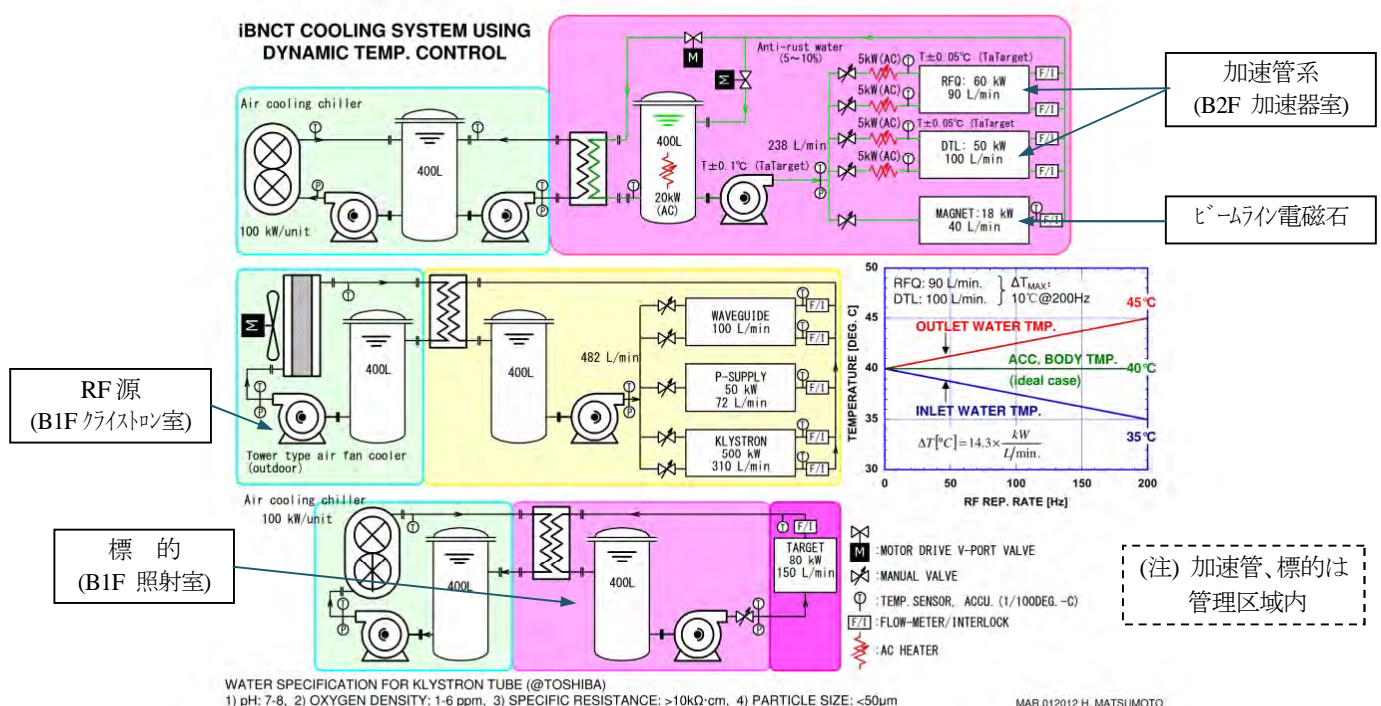 iBNCT COOLING SYSTEM USING
DYNAMIC TEMP. CONTROL
Air cooling chiller
T
T
400L
P
T
P
100 kW/unit
M
M
Anti-rust water
(5~10%)
400L
20kW
(AC)
T
T±0.1℃ (TaTarget)
238 L/min
T
P
5kW(AC)
T
T±0.05℃ (TaTarget)
5kW(AC)
T
RFQ: 60 kW
90 L/min
F/I
F/I
5kW(AC)
T
T±0.05℃ (TaTarget
5kW(AC)
T
DTL: 50 kW
100 L/min
F/I
F/I
MAGNET:18 kW
40 L/min
T
F/I
加速管系
(B2F 加速器室)
ビームライン電磁石
RF 源
(B1F クライストロン室)
M
T
T
P
400L
Tower type air fan cooler
(outdoor)
400L
482 L/min
T
P
WAVEGUIDE
100 L/min
T
F/I
T
F/I
P-SUPPLY
50 kW
72 L/min
T
F/I
KLYSTRON
500 kW
310 L/min
T
F/I
T
F/I
TEMPERATURE [DEG. C]
50
45
40
35
30
RFQ: 90 L/min.
DTL: 100 L/min.
} ΔTMAX:
10℃@200Hz
45℃
OUTLET WATER TMP.
ACC. BODY TMP.
40℃
(ideal case)
INLET WATER TMP.
35℃
ΔT[°C]=14.3× kW
L/min.
0
50
100
150
200
RF REP. RATE [Hz]
標 的
(B1F 照射室)
Air cooling chiller
100 kW/unit
T
T
P
400L
400L
T
P
T
F/I
TARGET
80 kW
150 L/min
M :MOTOR DRIVE V-PORT VALVE
:MANUAL VALVE
T :TEMP. SENSOR, ACCU. (1/100DEG.-C)
F/I :FLOW-METER/INTERLOCK
:AC HEATER
(注) 加速管、標的は
管理区域内
WATER SPECIFICATION FOR KLYSTRON TUBE (@TOSHIBA)
1) pH: 7-8, 2) OXYGEN DENSITY: 1-6 ppm, 3) SPECIFIC RESISTANCE: >10kΩ·cm, 4) PARTICLE SIZE: <50μm
MAR.012012 H. MATSUMOTO